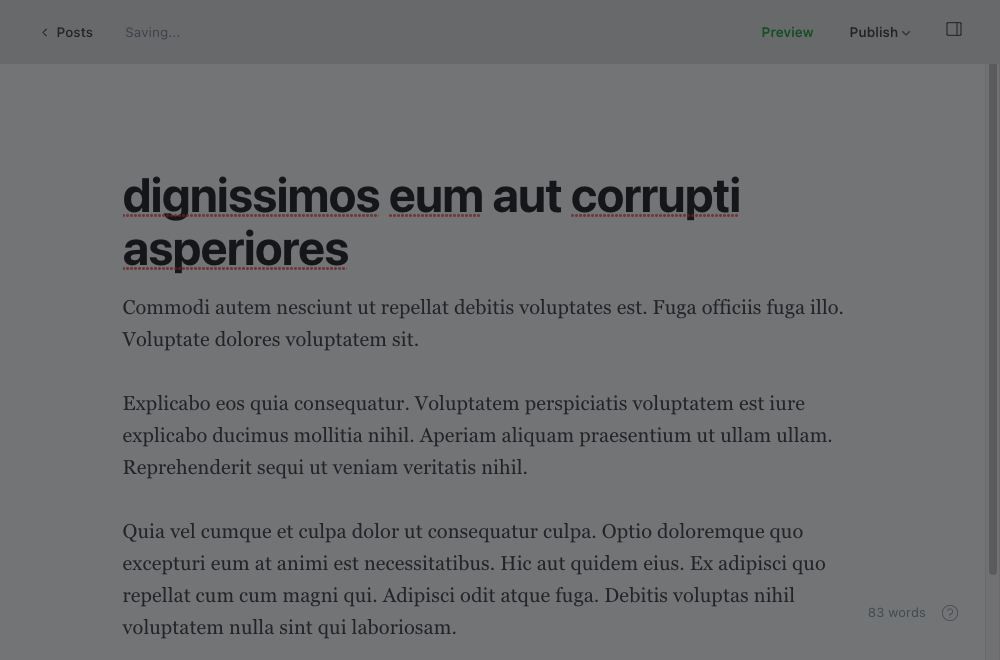 Posts
Saving...
Preview
Publish
dignissimos eum aut corrupti
asperiores
Commodi autem nesciunt ut repellat debitis voluptates est. Fuga officiis fuga illo.
Voluptate dolores voluptatem sit.
Explicabo eos quia consequatur. Voluptatem perspiciatis voluptatem est iure
explicabo ducimus mollitia nihil. Aperiam aliquam praesentium ut ullam ullam.
Reprehenderit sequi ut veniam veritatis nihil.
Quia vel cumque et culpa dolor ut consequatur culpa. Optio doloremque quo
excepturi eum at animi est necessitatibus. Hic aut quidem eius. Ex adipisci quo
repellat cum cum magni qui. Adipisci odit atque fuga. Debitis voluptas nihil
voluptatem nulla sint qui laboriosam.
83 words
?